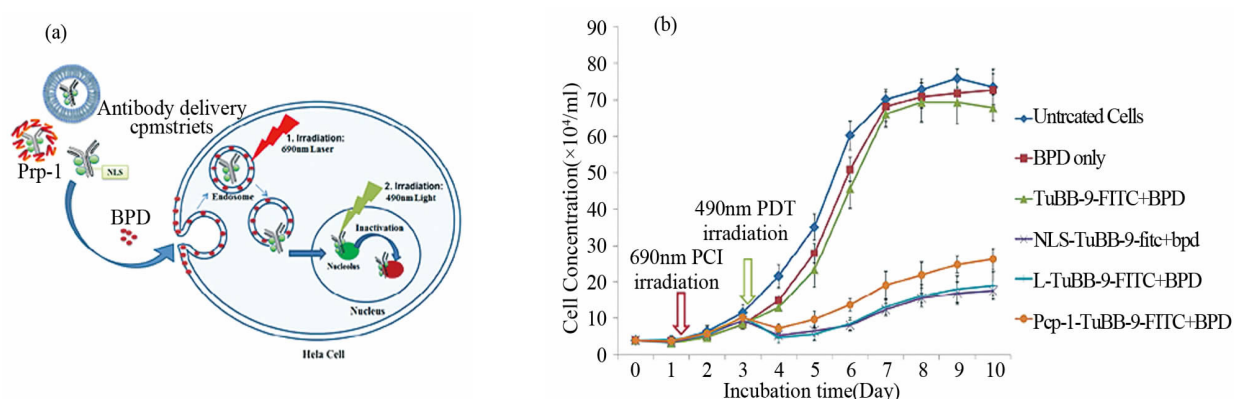 (a)
Antibody delivery
cpmstriets
Prp-1
NLS
BPD
1. Irradiation:
690nm Laser
Endosome
2. Irradiation:
490nm Light
Inactivation
Nucleolus
Nucleus
Hela Cell
(b)
Cell Concentration(×10⁴/ml)
90
80
70
60
50
40
30
20
10
0
690nm PCI
irradiation
490nm PDT
irradiation
0 1 2 3 4 5 6 7 8 9 10
Incubation time(Day)
Untrcated Cells
BPD only
TuBB-9-FITC+BPD
NLS-TuBB-9-fitc+bpd
L-TuBB-9-FITC+BPD
Pcp-1-TuBB-9-FITC+BPD